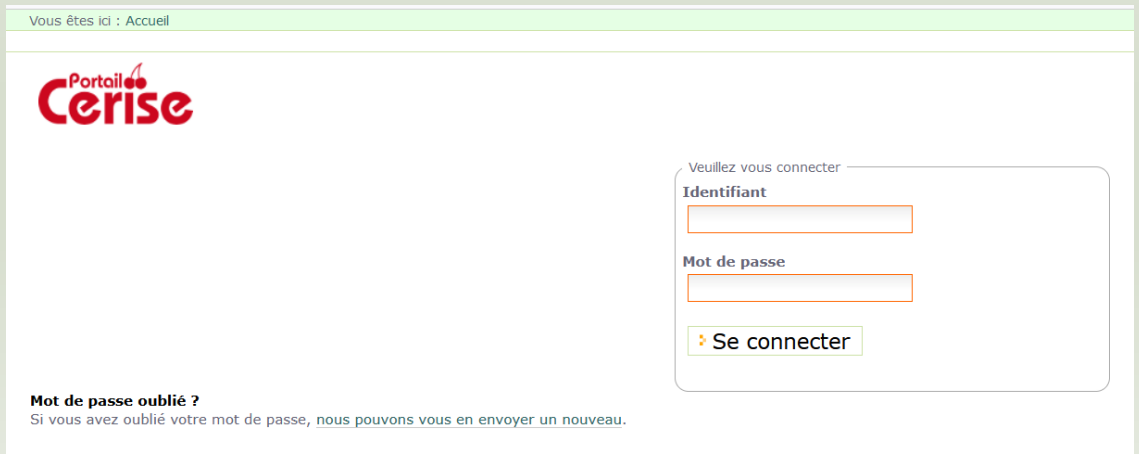 Vous êtes ici : Accueil
Portail
Cerise
Veuillez vous connecter
Identifiant
Mot de passe
Se connecter
Mot de passe oublié ?
Si vous avez oublié votre mot de passe, nous pouvons vous en envoyer un nouveau.